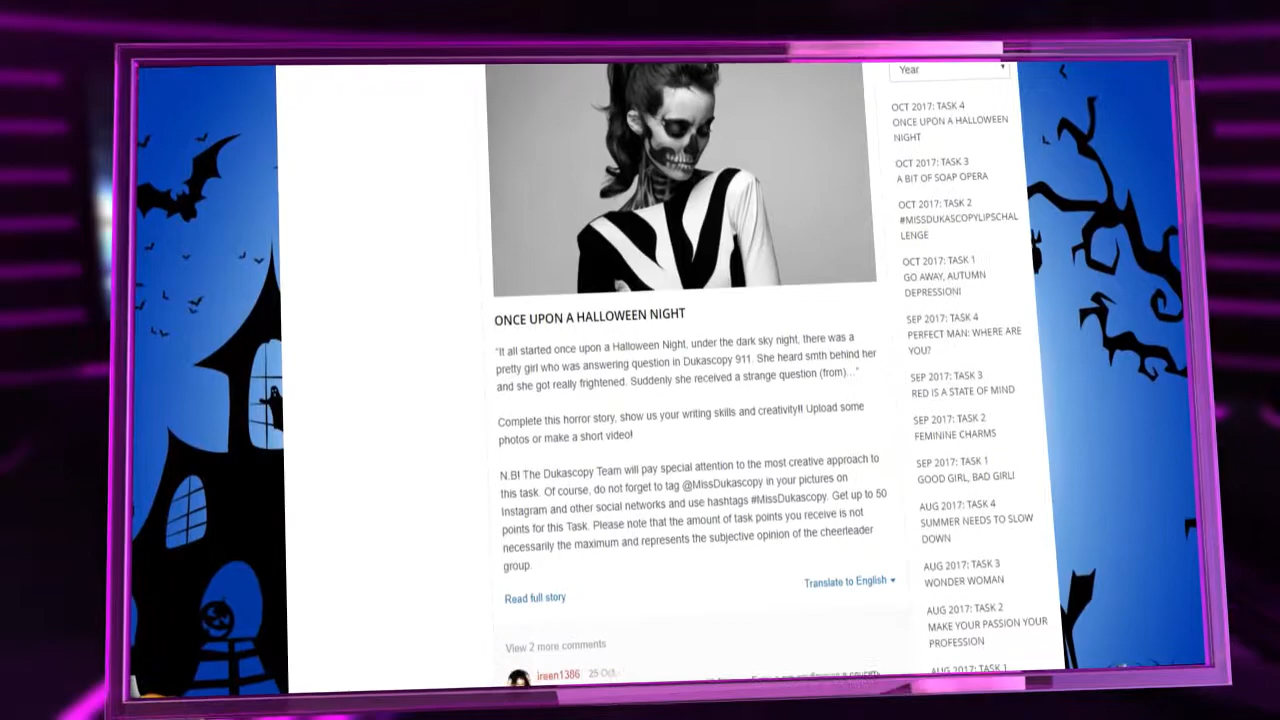 Year
ONCE UPON A HALLOWEEN NIGHT
"It all started once upon a Halloween Night, under the dark sky night, there was a
pretty girl who was answering question in Dukascopy 911. She heard smth behind her
and she got really frightened. Suddenly she received a strange question (from)..."
Complete this horror story, show us your writing skills and creativity!! Upload some
photos or make a short video!
N.B! The Dukascopy Team will pay special attention to the most creative approach to
this task. Of course, do not forget to tag @MissDukascopy in your pictures on
Instagram and other social networks and use hashtags #MissDukascopy. Get up to 50
points for this Task. Please note that the amount of task points you receive is not
necessarily the maximum and represents the subjective opinion of the cheerleader
group.
Translate to English
Read full story
View 2 more comments
ireen1386 25 Oct.
OCT 2017: TASK 4
ONCE UPON A HALLOWEEN
NIGHT
OCT 2017: TASK 3
A BIT OF SOAP OPERA
OCT 2017: TASK 2
#MISSDUKASCOPYLIPSCHAL
LENGE
OCT 2017: TASK 1
GO AWAY, AUTUMN
DEPRESSION!
SEP 2017: TASK 4
PERFECT MAN: WHERE ARE
YOU?
SEP 2017: TASK 3
RED IS A STATE OF MIND
SEP 2017: TASK 2
FEMININE CHARMS
SEP 2017: TASK 1
GOOD GIRL, BAD GIRL!
AUG 2017: TASK 4
SUMMER NEEDS TO SLOW
DOWN
AUG 2017: TASK 3
WONDER WOMAN
AUG 2017: TASK 2
MAKE YOUR PASSION YOUR
PROFESSION
AUG 2017: TASK 1